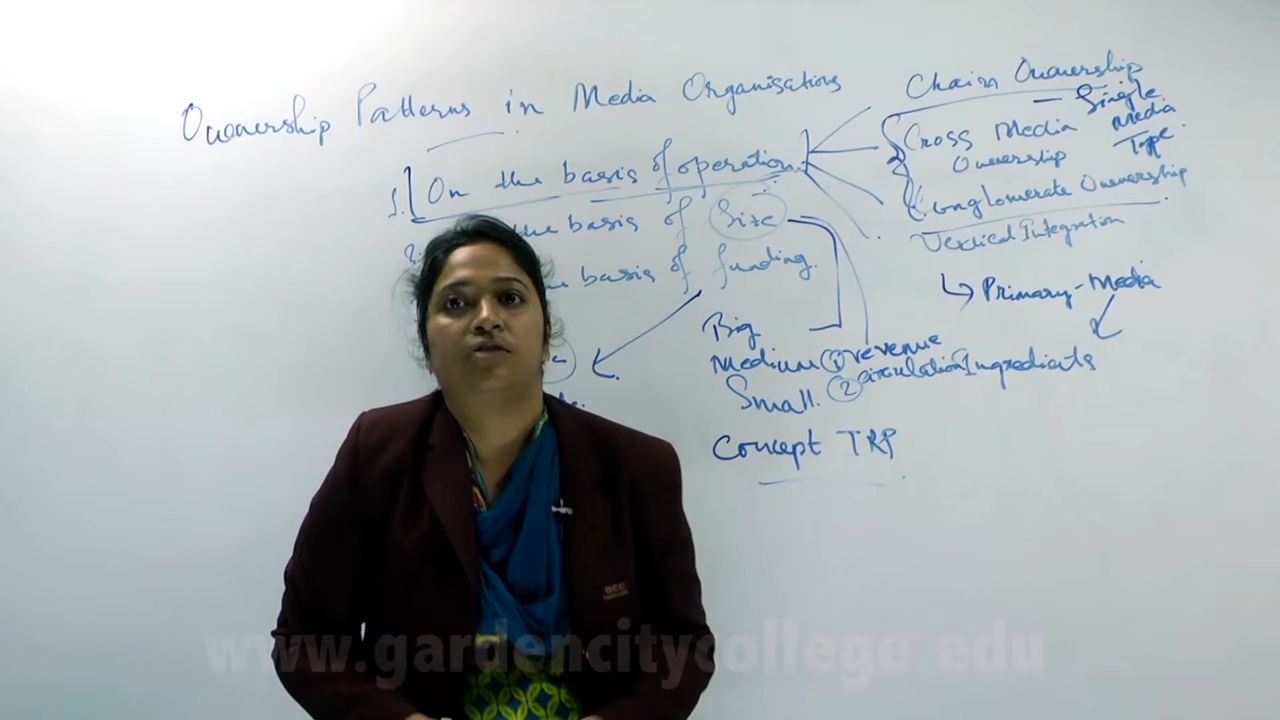 Ownership Patterns in Media Organisations
1. On the basis of operation
2. the basis of Size
basis of funding
Chain Ownership
- Single Media Type
Cross Media Ownership
Conglomerate Ownership
Vertical Integration
Primary - Media
Ingredients
Big
Medium
Small
1 revenue
2 circulation
Concept TRP
GCC
www.gardencitycollege.edu